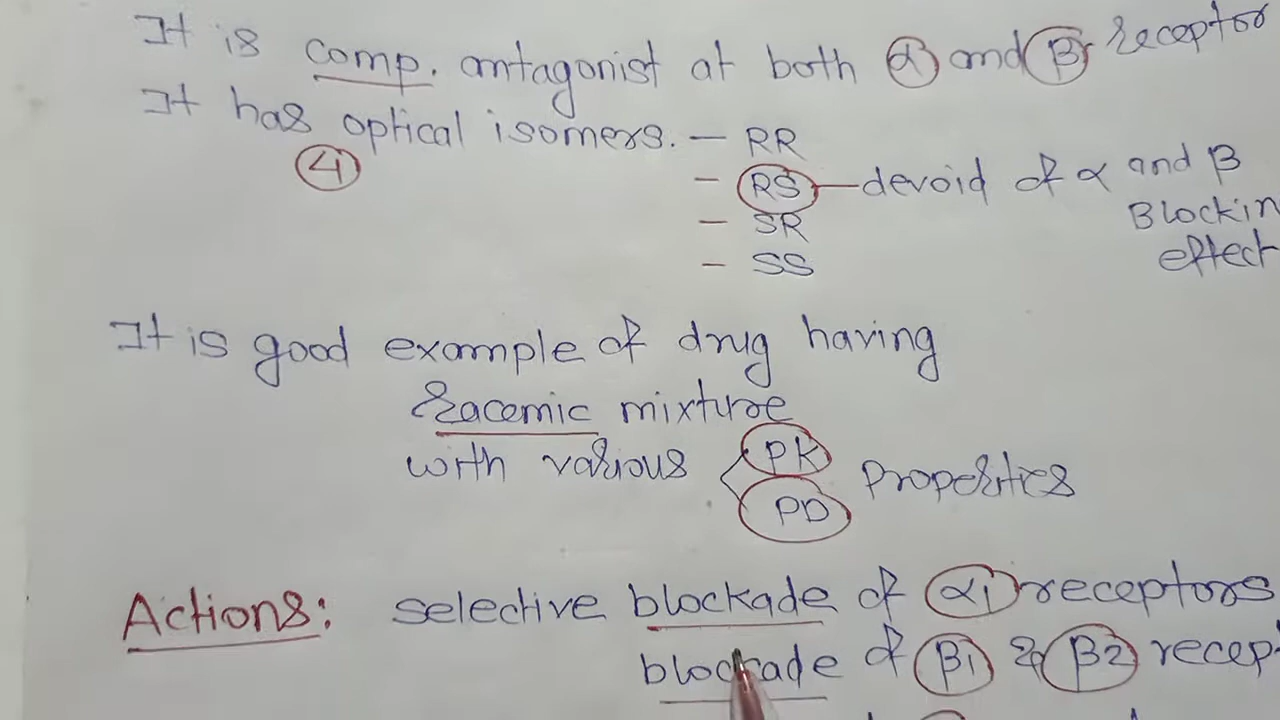 It is comp. antagonist at both α and β receptor
It has optical isomers. - RR
4
- RS - devoid of α and β
Blockin
- SR
effect
- SS
It is good example of drug having
racemic mixture
with various PK
PD properties
Actions: selective blockade of α1 receptors
blockade of β1 & β2 recep